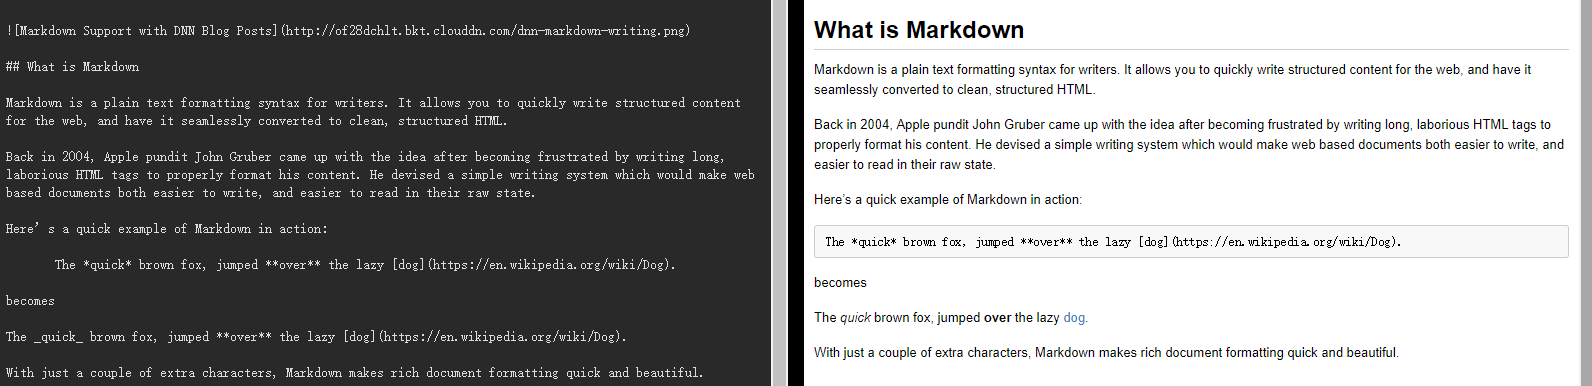 ![Markdown Support with DNN Blog Posts](http://of28dchlt.bkt.clouddn.com/dnn-markdown-writing.png)
## What is Markdown
Markdown is a plain text formatting syntax for writers. It allows you to quickly write structured content
for the web, and have it seamlessly converted to clean, structured HTML.
Back in 2004, Apple pundit John Gruber came up with the idea after becoming frustrated by writing long,
laborious HTML tags to properly format his content. He devised a simple writing system which would make web
based documents both easier to write, and easier to read in their raw state.
Here’s a quick example of Markdown in action:
The *quick* brown fox, jumped **over** the lazy [dog](https://en.wikipedia.org/wiki/Dog).
becomes
The _quick_ brown fox, jumped **over** the lazy [dog](https://en.wikipedia.org/wiki/Dog).
With just a couple of extra characters, Markdown makes rich document formatting quick and beautiful.
What is Markdown
Markdown is a plain text formatting syntax for writers. It allows you to quickly write structured content for the web, and have it
seamlessly converted to clean, structured HTML.
Back in 2004, Apple pundit John Gruber came up with the idea after becoming frustrated by writing long, laborious HTML tags to
properly format his content. He devised a simple writing system which would make web based documents both easier to write, and
easier to read in their raw state.
Here’s a quick example of Markdown in action:
The *quick* brown fox, jumped **over** the lazy [dog](https://en.wikipedia.org/wiki/Dog).
becomes
The quick brown fox, jumped over the lazy dog.
With just a couple of extra characters, Markdown makes rich document formatting quick and beautiful.